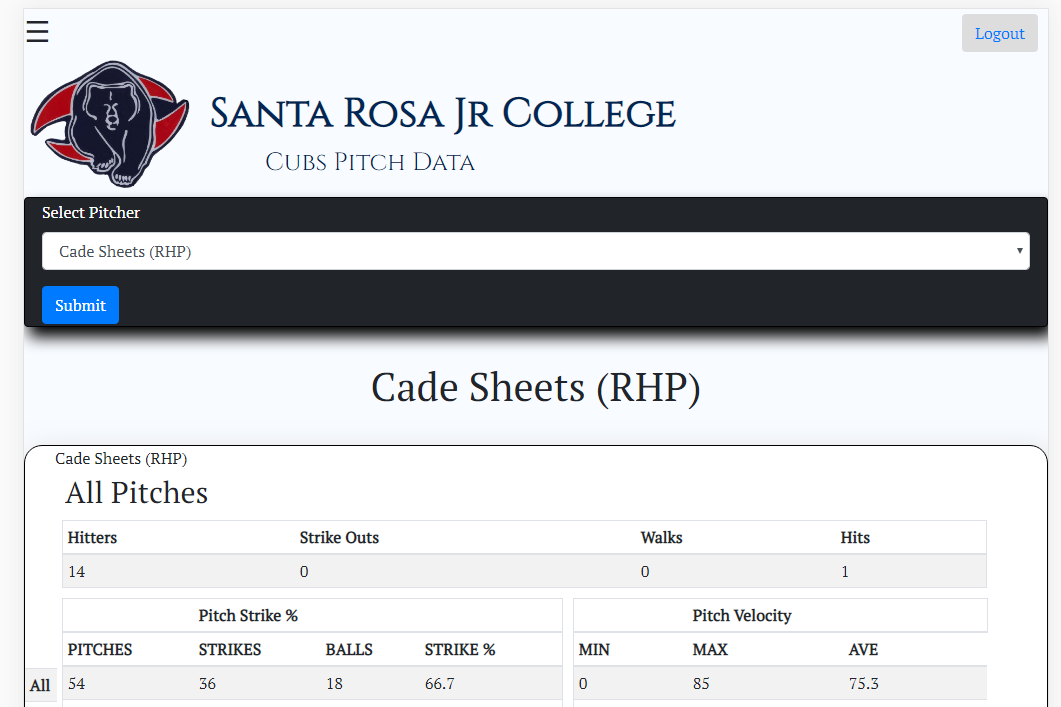 ☰
Logout
Santa Rosa Jr College
Cubs Pitch Data
Select Pitcher
Cade Sheets (RHP)
Submit
Cade Sheets (RHP)
Cade Sheets (RHP)
All Pitches
Hitters Strike Outs Walks Hits
14 0 0 1
Pitch Strike % Pitch Velocity
PITCHES STRIKES BALLS STRIKE % MIN MAX AVE
All 54 36 18 66.7 0 85 75.3